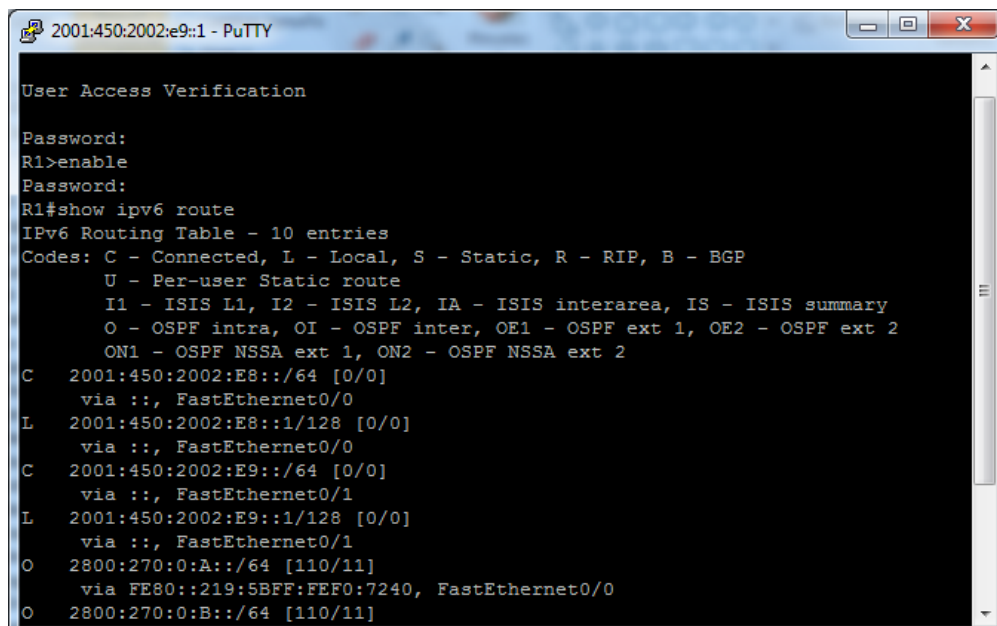 2001:450:2002:e9::1 - PuTTY
User Access Verification
Password:
R1>enable
Password:
R1#show ipv6 route
IPv6 Routing Table - 10 entries
Codes: C - Connected, L - Local, S - Static, R - RIP, B - BGP
U - Per-user Static route
I1 - ISIS L1, I2 - ISIS L2, IA - ISIS interarea, IS - ISIS summary
O - OSPF intra, OI - OSPF inter, OE1 - OSPF ext 1, OE2 - OSPF ext 2
ON1 - OSPF NSSA ext 1, ON2 - OSPF NSSA ext 2
C 2001:450:2002:E8::/64 [0/0]
via ::, FastEthernet0/0
L 2001:450:2002:E8::1/128 [0/0]
via ::, FastEthernet0/0
C 2001:450:2002:E9::/64 [0/0]
via ::, FastEthernet0/1
L 2001:450:2002:E9::1/128 [0/0]
via ::, FastEthernet0/1
O 2800:270:0:A::/64 [110/11]
via FE80::219:5BFF:FEF0:7240, FastEthernet0/0
O 2800:270:0:B::/64 [110/11]